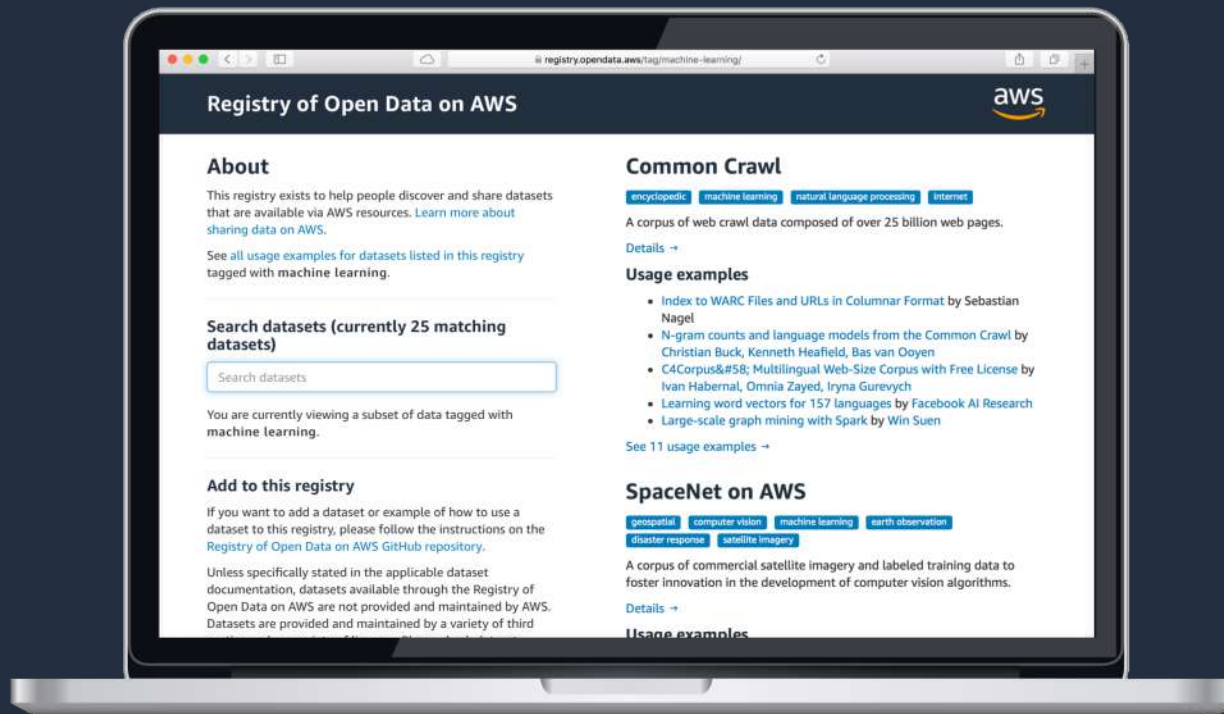 registry.opendata.aws/tag/machine-learning/
Registry of Open Data on AWS
aws
About
This registry exists to help people discover and share datasets
that are available via AWS resources. Learn more about
sharing data on AWS.
See all usage examples for datasets listed in this registry
tagged with machine learning.
Search datasets (currently 25 matching
datasets)
Search datasets
You are currently viewing a subset of data tagged with
machine learning.
Add to this registry
If you want to add a dataset or example of how to use a
dataset to this registry, please follow the instructions on the
Registry of Open Data on AWS GitHub repository.
Unless specifically stated in the applicable dataset
documentation, datasets available through the Registry of
Open Data on AWS are not provided and maintained by AWS.
Datasets are provided and maintained by a variety of third
Common Crawl
encyclopedic machine learning natural language processing internet
A corpus of web crawl data composed of over 25 billion web pages.
Details →
Usage examples
• Index to WARC Files and URLs in Columnar Format by Sebastian
Nagel
• N-gram counts and language models from the Common Crawl by
Christian Buck, Kenneth Heafield, Bas van Ooyen
• C4Corpus&#58; Multilingual Web-Size Corpus with Free License by
Ivan Habernal, Omnia Zayed, Iryna Gurevych
• Learning word vectors for 157 languages by Facebook AI Research
• Large-scale graph mining with Spark by Win Suen
See 11 usage examples →
SpaceNet on AWS
geospatial computer vision machine learning earth observation
disaster response satellite imagery
A corpus of commercial satellite imagery and labeled training data to
foster innovation in the development of computer vision algorithms.
Details →
Usage examples